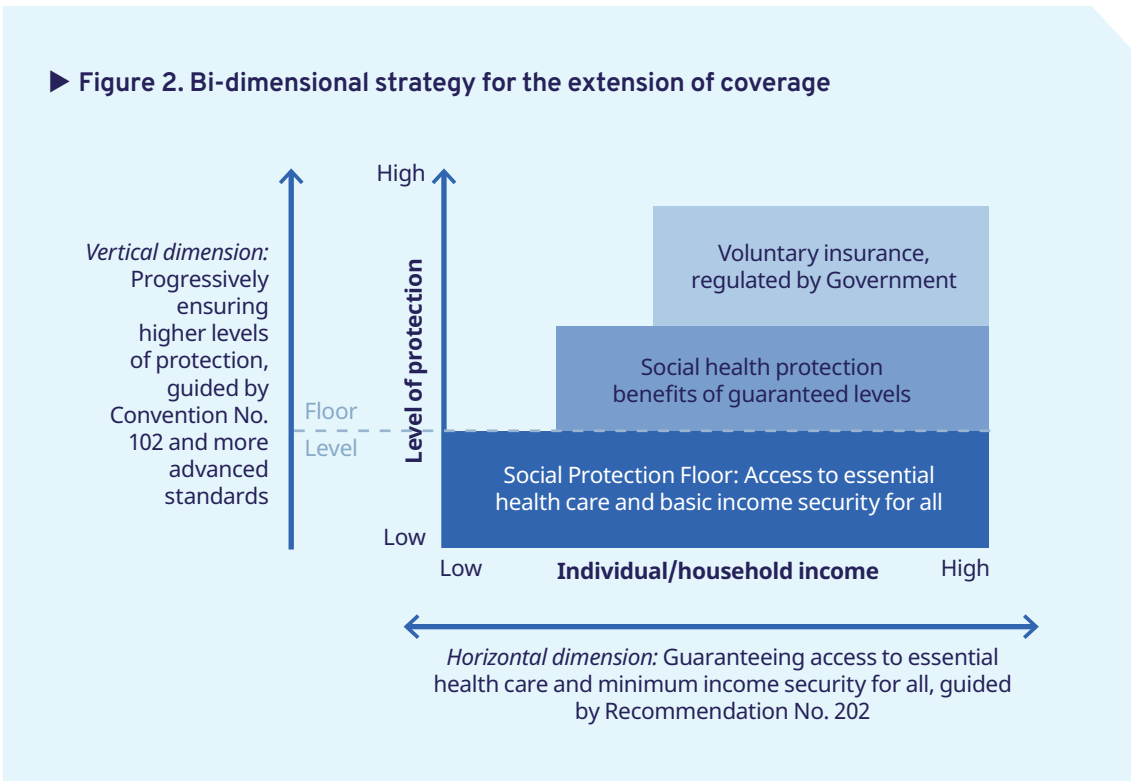 ▶ Figure 2. Bi-dimensional strategy for the extension of coverage
Vertical dimension:
Progressively
ensuring
higher levels
of protection,
guided by
Convention No.
102 and more
advanced
standards
Floor
Level
High
Level of protection
Low
Voluntary insurance,
regulated by Government
Social health protection
benefits of guaranteed levels
Social Protection Floor: Access to essential
health care and basic income security for all
Low
Individual/household income
High
Horizontal dimension: Guaranteeing access to essential
health care and minimum income security for all, guided
by Recommendation No. 202